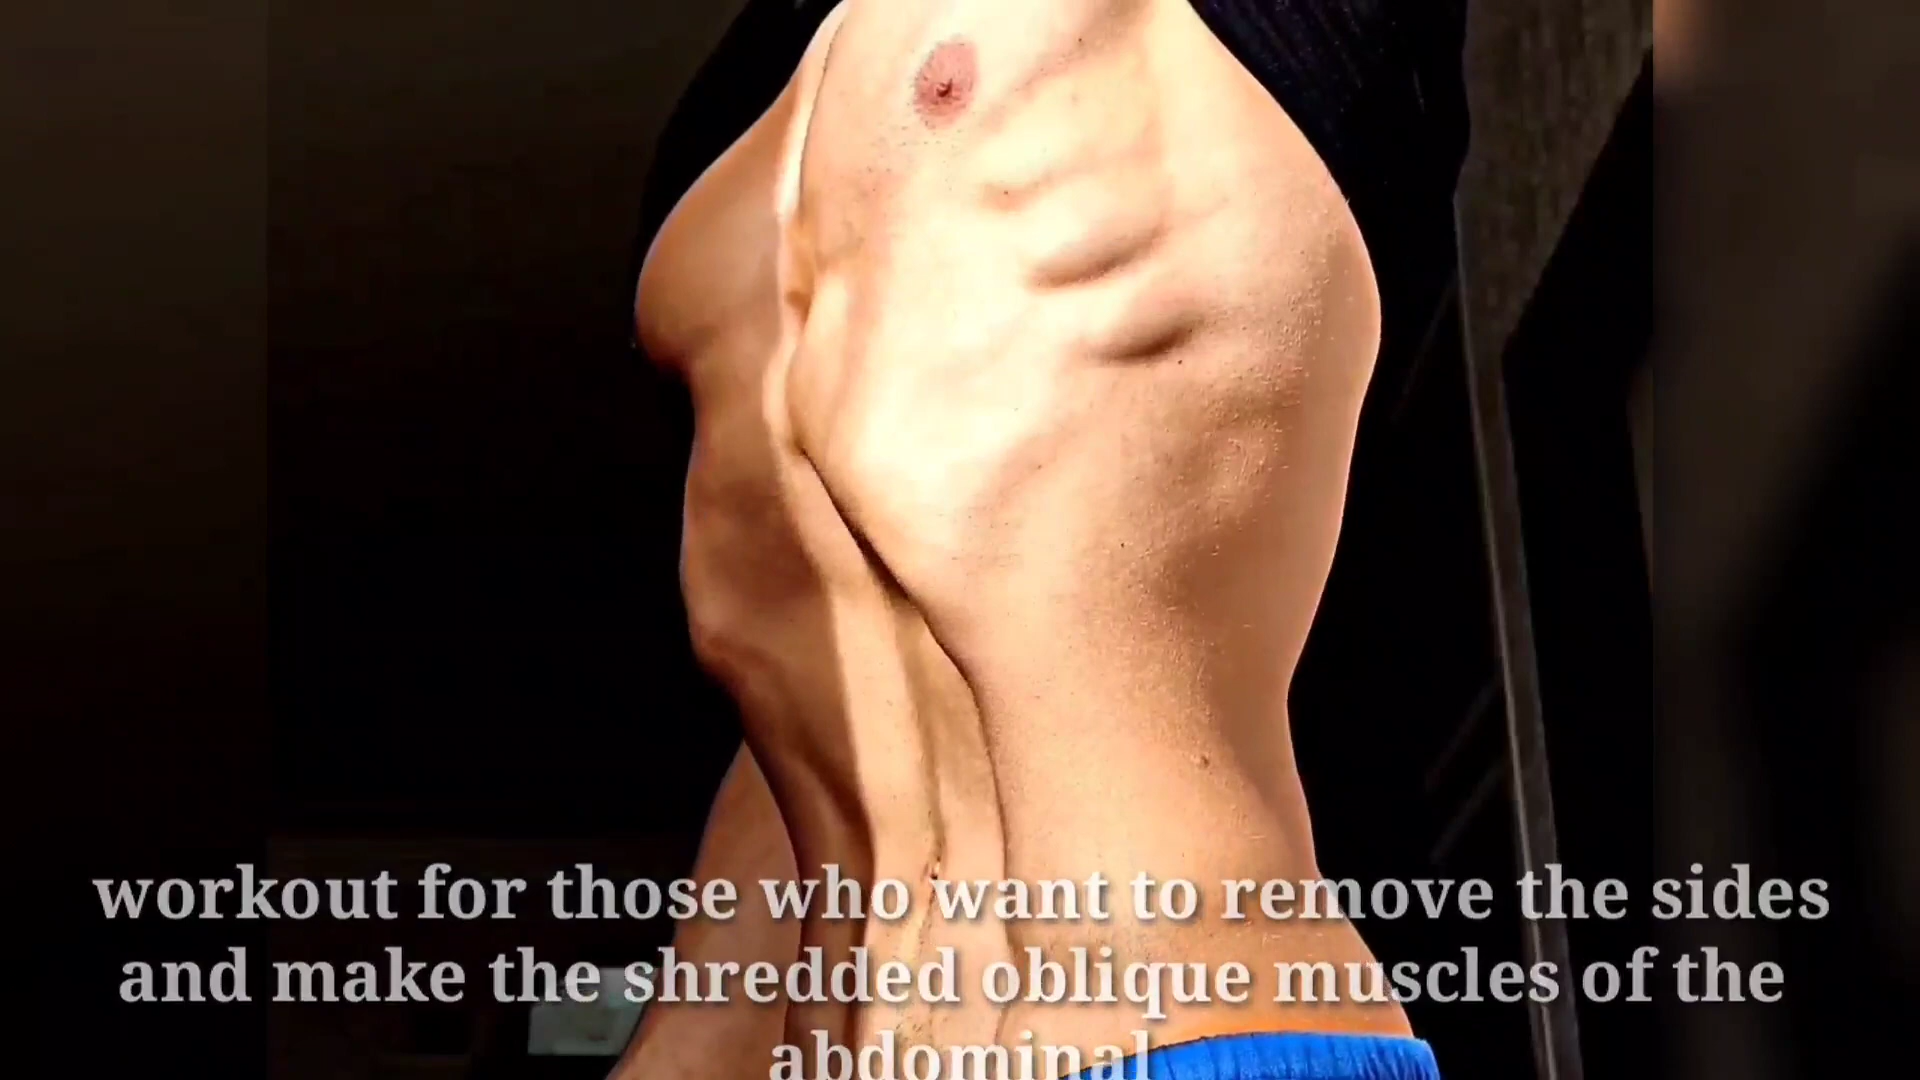 workout for those who want to remove the sides
and make the shredded oblique muscles of the
abdominal